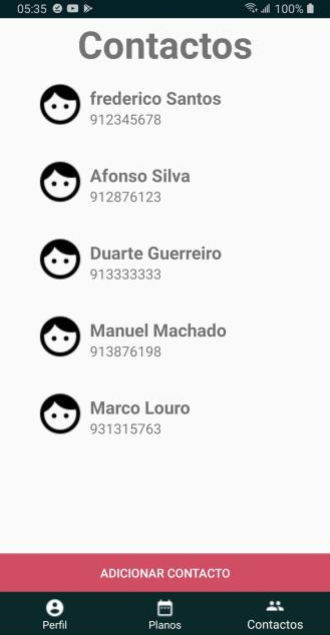 05:35
100%
Contactos
frederico Santos
912345678
Afonso Silva
912876123
Duarte Guerreiro
913333333
Manuel Machado
913876198
Marco Louro
931315763
ADICIONAR CONTACTO
Perfil
Planos
Contactos